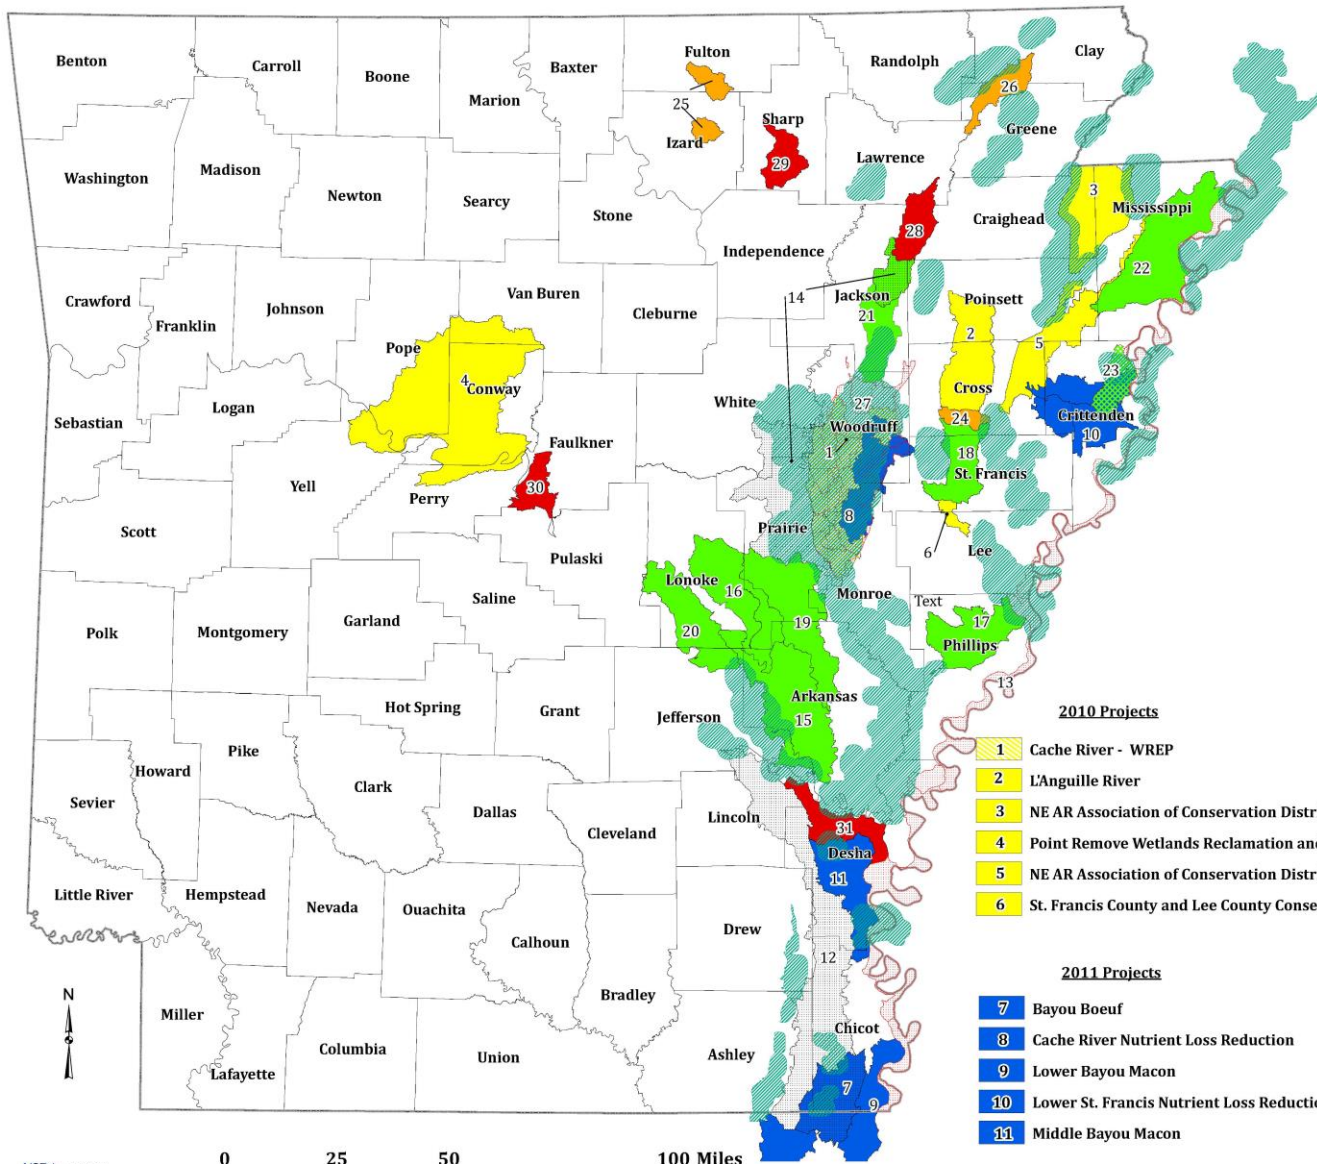 Benton
Carroll
Boone
Baxter
Fulton
Randolph
Clay
Marion
25
26
Izard
Sharp
Greene
Washington
Madison
Newton
Searcy
Stone
29
Lawrence
3
Mississippi
Craighead
28
Independence
22
Crawford
Franklin
Johnson
Van Buren
Cleburne
14
Jackson
21
Poinsett
2
5
Pope
4
Conway
23
Sebastian
Logan
White
27
Cross
Crittenden
10
Woodruff
24
Faulkner
1
18
St. Francis
Yell
Perry
30
8
Scott
Prairie
6
Lee
Pulaski
Lonoke
16
Monroe
Text
Saline
Polk
Montgomery
Garland
20
19
17
Phillips
13
Hot Spring
Grant
Jefferson
Arkansas
15
Pike
Howard
Sevier
Clark
Dallas
Cleveland
Lincoln
31
Desha
11
Little River
Hempstead
Nevada
Ouachita
Calhoun
Drew
12
N
Miller
Bradley
Chicot
Lafayette
Columbia
Union
Ashley
7
9
0 25 50 100 Miles
2010 Projects
1 Cache River - WREP
2 L'Anguille River
3 NE AR Association of Conservation Distr
4 Point Remove Wetlands Reclamation an
5 NE AR Association of Conservation Distr
6 St. Francis County and Lee County Conse
2011 Projects
7 Bayou Boeuf
8 Cache River Nutrient Loss Reduction
9 Lower Bayou Macon
10 Lower St. Francis Nutrient Loss Reductio
11 Middle Bayou Macon